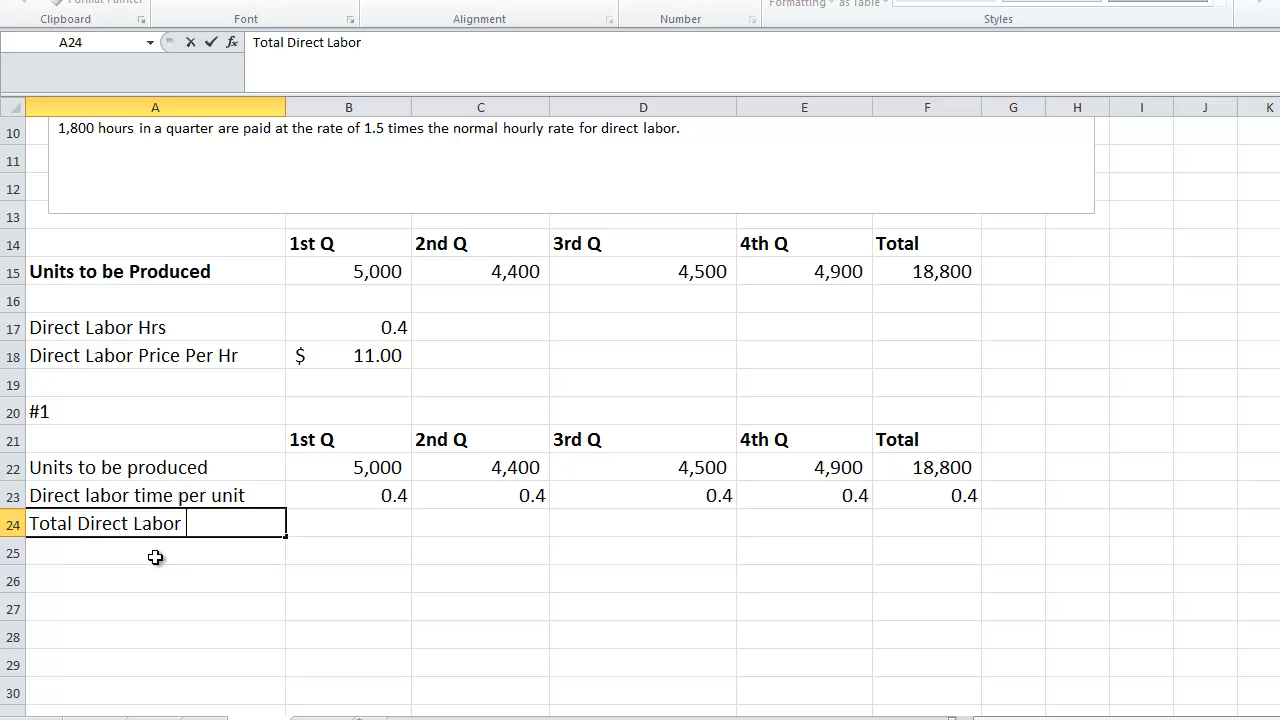 Format Painter
Formatting as Table
Clipboard Font Alignment Number Styles
A24 fx Total Direct Labor
A B C D E F G H I J K
10 1,800 hours in a quarter are paid at the rate of 1.5 times the normal hourly rate for direct labor.
11
12
13
14 1st Q 2nd Q 3rd Q 4th Q Total
15 Units to be Produced 5,000 4,400 4,500 4,900 18,800
16
17 Direct Labor Hrs 0.4
18 Direct Labor Price Per Hr $ 11.00
19
20 #1
21 1st Q 2nd Q 3rd Q 4th Q Total
22 Units to be produced 5,000 4,400 4,500 4,900 18,800
23 Direct labor time per unit 0.4 0.4 0.4 0.4 0.4
24 Total Direct Labor
25
26
27
28
29
30